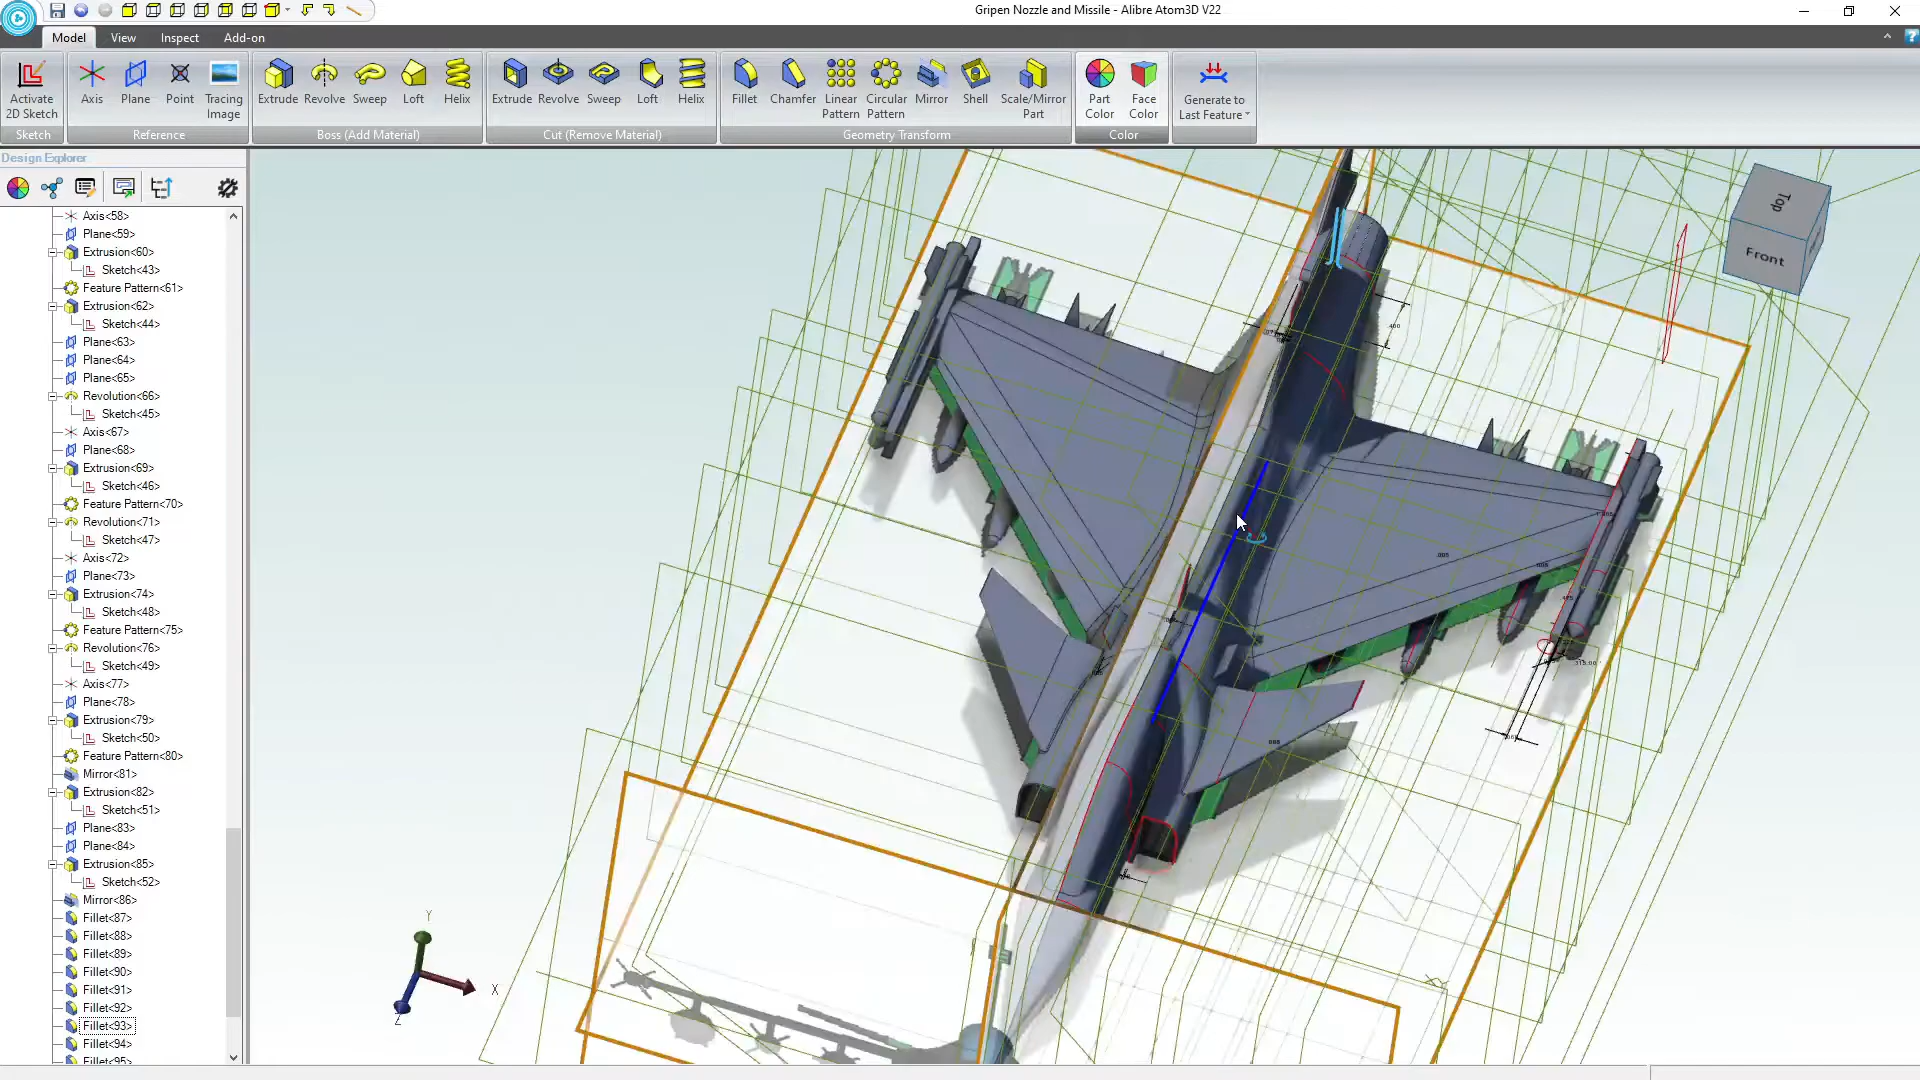 Gripen Nozzle and Missile - Alibre Atom3D V22
Model View Inspect Add-on
Activate
2D Sketch
Axis Plane Point Tracing
Image
Extrude Revolve Sweep Loft Helix
Extrude Revolve Sweep Loft Helix
Fillet Chamfer Linear
Pattern Circular
Pattern Mirror Shell Scale/Mirror
Part
Part
Color Face
Color
Generate to
Last Feature
Sketch Reference Boss (Add Material) Cut (Remove Material) Geometry Transform Color
Design Explorer
Axis<58>
Plane<59>
Extrusion<60>
Sketch<43>
Feature Pattern<61>
Extrusion<62>
Sketch<44>
Plane<63>
Plane<64>
Plane<65>
Revolution<66>
Sketch<45>
Axis<67>
Plane<68>
Extrusion<69>
Sketch<46>
Feature Pattern<70>
Revolution<71>
Sketch<47>
Axis<72>
Plane<73>
Extrusion<74>
Sketch<48>
Feature Pattern<75>
Revolution<76>
Sketch<49>
Axis<77>
Plane<78>
Extrusion<79>
Sketch<50>
Feature Pattern<80>
Mirror<81>
Extrusion<82>
Sketch<51>
Plane<83>
Plane<84>
Extrusion<85>
Sketch<52>
Mirror<86>
Fillet<87>
Fillet<88>
Fillet<89>
Fillet<90>
Fillet<91>
Fillet<92>
Fillet<93>
Fillet<94>
Fillet<95>
Top
Front
.400
Y
X
Z